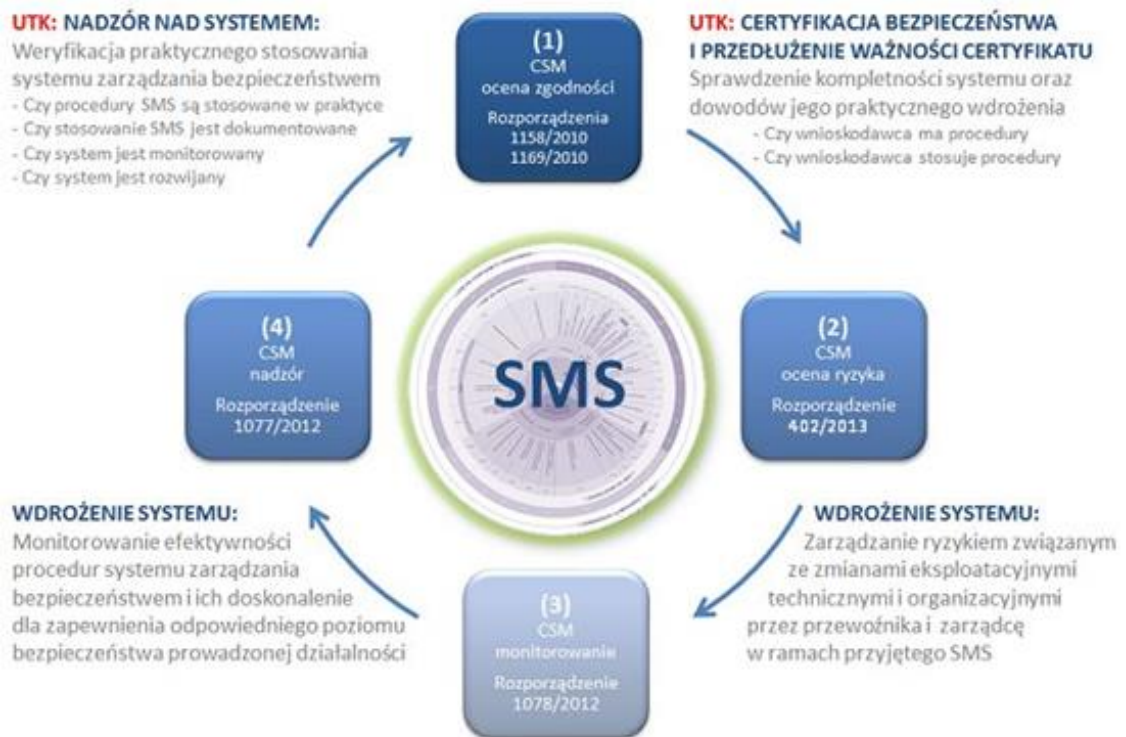 UTK: NADZÓR NAD SYSTEMEM:
Weryfikacja praktycznego stosowania
systemu zarządzania bezpieczeństwem
- Czy procedury SMS są stosowane w praktyce
- Czy stosowanie SMS jest dokumentowane
- Czy system jest monitorowany
- Czy system jest rozwijany
(1)
CSM
ocena zgodności
Rozporządzenia
1158/2010
1169/2010
UTK: CERTYFIKACJA BEZPIECZEŃSTWA
I PRZEDŁUŻENIE WAŻNOŚCI CERTYFIKATU
Sprawdzenie kompletności systemu oraz
dowodów jego praktycznego wdrożenia
- Czy wnioskodawca ma procedury
- Czy wnioskodawca stosuje procedury
(4)
CSM
nadzór
Rozporządzenie
1077/2012
SMS
(2)
CSM
ocena ryzyka
Rozporządzenie
402/2013
WDROŻENIE SYSTEMU:
Monitorowanie efektywności
procedur systemu zarządzania
bezpieczeństwem i ich doskonalenie
dla zapewnienia odpowiedniego poziomu
bezpieczeństwa prowadzonej działalności
(3)
CSM
monitorowanie
Rozporządzenie
1078/2012
WDROŻENIE SYSTEMU:
Zarządzanie ryzykiem związanym
ze zmianami eksploatacyjnymi
technicznymi i organizacyjnymi
przez przewoźnika i zarządcę
w ramach przyjętego SMS